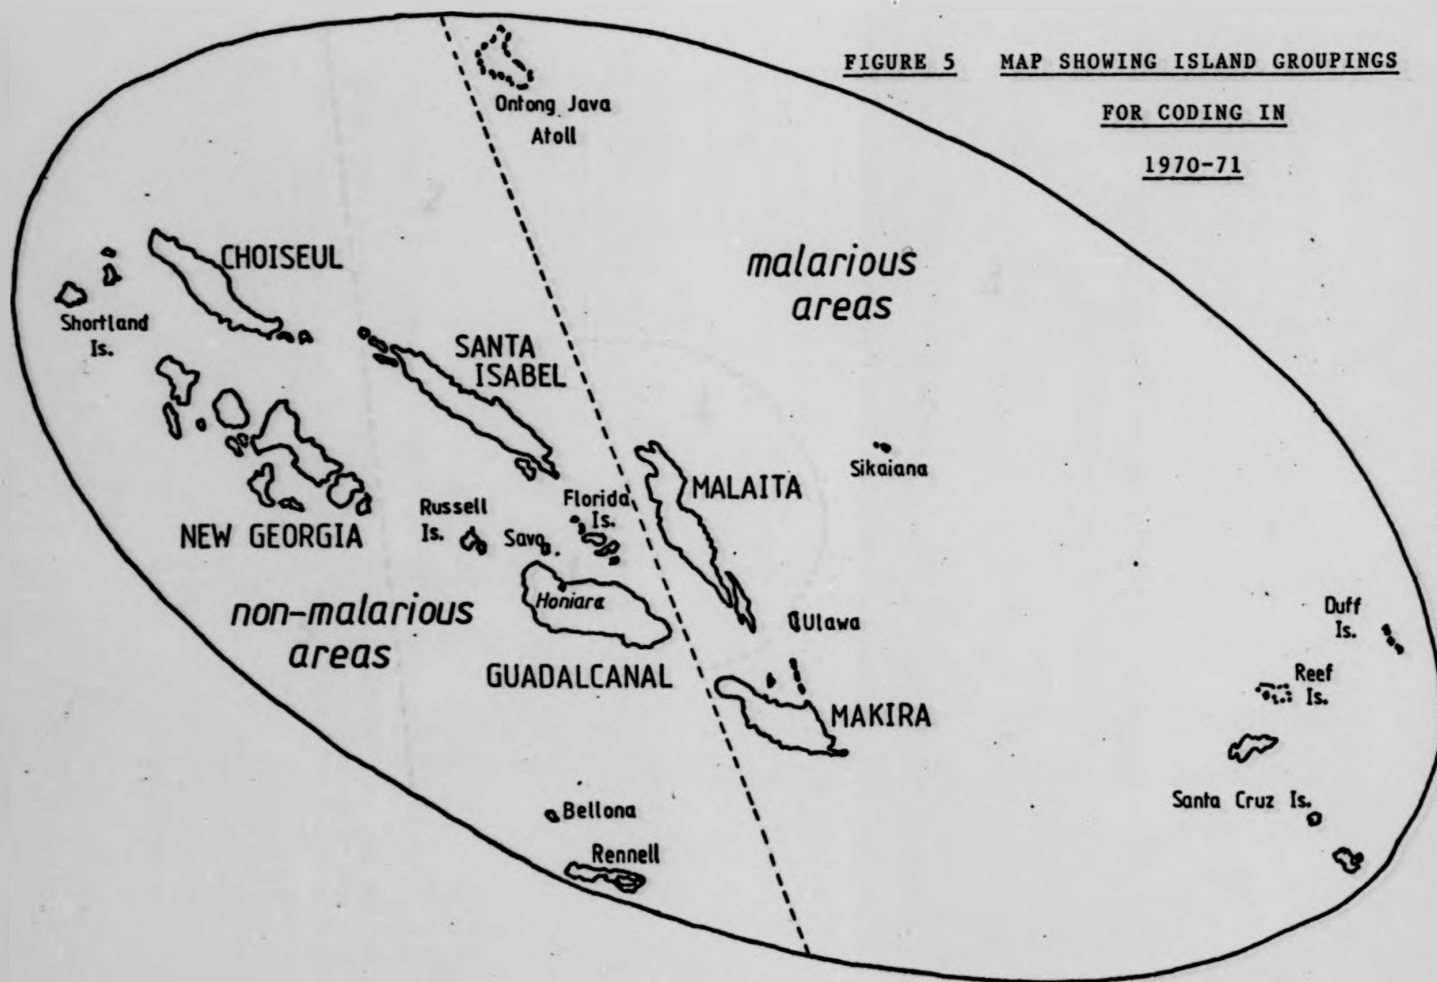 FIGURE 5 MAP SHOWING ISLAND GROUPINGS
FOR CODING IN
1970-71
Ontong Java
Atoll
CHOISEUL
malarious
areas
Shortland
Is.
SANTA
ISABEL
Sikaiana
MALAITA
Russell
Is.
Florida
Is.
NEW GEORGIA
Savo
Honiara
non-malarious
areas
Ulawa
Duff
Is.
GUADALCANAL
Reef
Is.
MAKIRA
Santa Cruz Is.
Bellona
Rennell